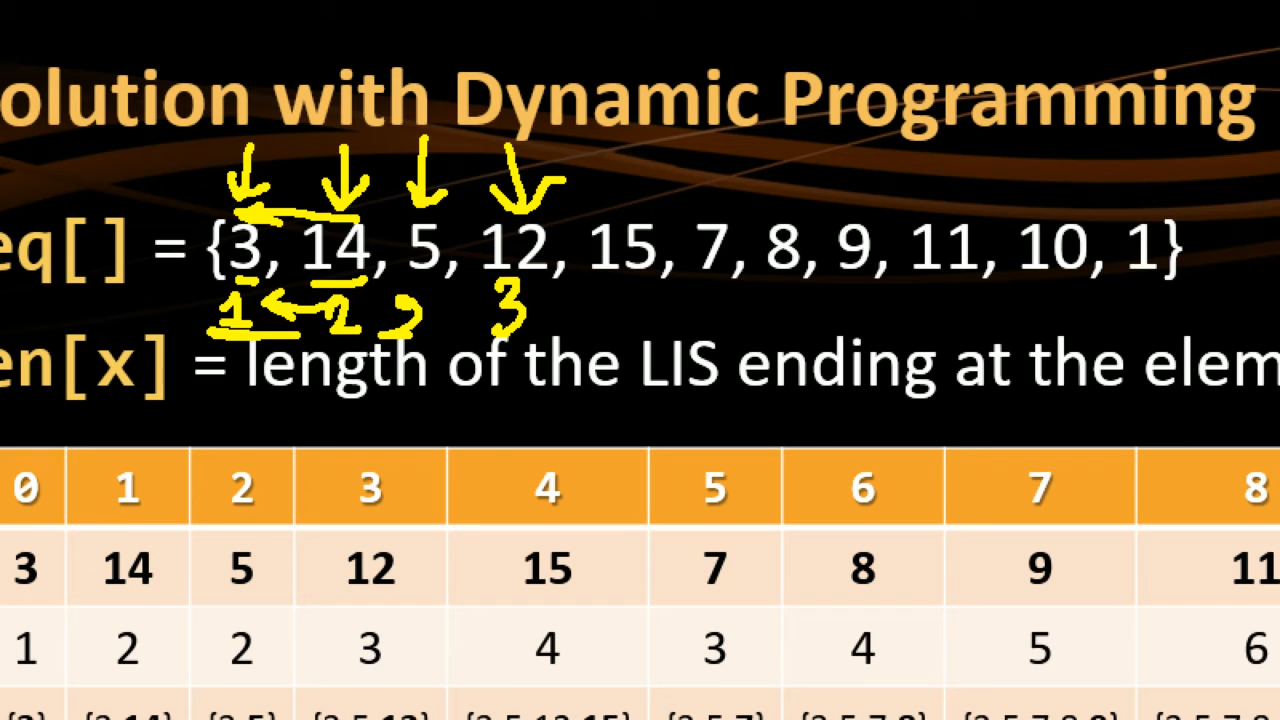 olution with Dynamic Programming
eq[] = {3, 14, 5, 12, 15, 7, 8, 9, 11, 10, 1}
1 2 2 3
en[x] = length of the LIS ending at the elem
0 1 2 3 4 5 6 7 8
3 14 5 12 15 7 8 9 11
1 2 2 3 4 3 4 5 6